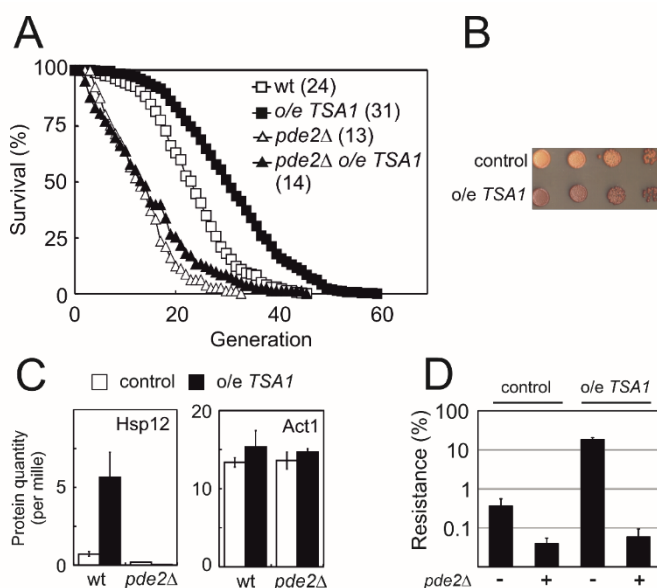 A
100
75
50
25
0
Survival (%)
0 20 40 60
Generation
wt (24)
o/e TSA1 (31)
pde2Δ (13)
pde2Δ o/e TSA1
(14)
B
control
o/e TSA1
C
control o/e TSA1
Protein quantity
(per mille)
5
0
Hsp12
wt pde2Δ
20
15
10
5
0
Act1
wt pde2Δ
D
control o/e TSA1
Resistance (%)
100
10
1
0.1
pde2Δ - + - +